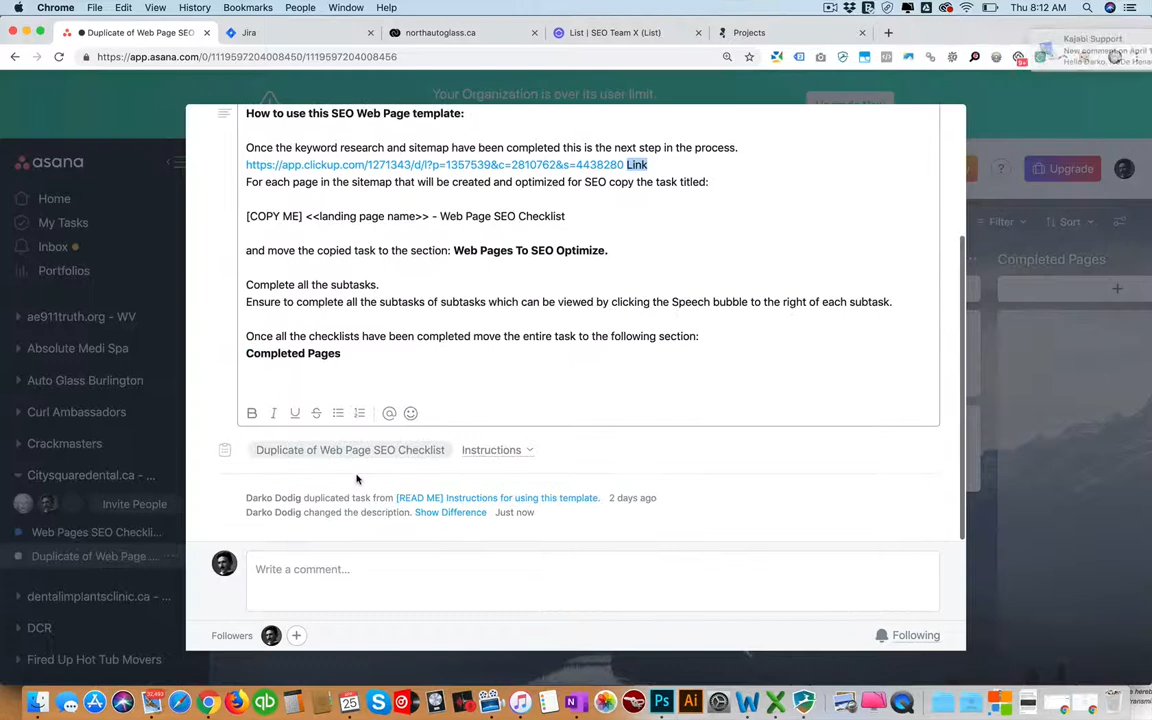 Chrome File Edit View History Bookmarks People Window Help
Thu 8:12 AM
Duplicate of Web Page SEO
Jira
northautoglass.ca
List | SEO Team X (List)
Projects
https://app.asana.com/0/1119597204008450/1119597204008456
Kajabi Support
New comment on April
Your Organization is over its user limit.
asana
Home
My Tasks
Inbox
Portfolios
ae911truth.org - WV
Absolute Medi Spa
Auto Glass Burlington
Curl Ambassadors
Crackmasters
Citysquaredental.ca - ...
Invite People
Web Pages SEO Checkli...
Duplicate of Web Page ...
dentalimplantsclinic.ca - ...
DCR
Fired Up Hot Tub Movers
Upgrade
Filter
Sort
Completed Pages
How to use this SEO Web Page template:
Once the keyword research and sitemap have been completed this is the next step in the process.
https://app.clickup.com/1271343/d/l?p=1357539&c=2810762&s=4438280 Link
For each page in the sitemap that will be created and optimized for SEO copy the task titled:
[COPY ME] <<landing page name>> - Web Page SEO Checklist
and move the copied task to the section: Web Pages To SEO Optimize.
Complete all the subtasks.
Ensure to complete all the subtasks of subtasks which can be viewed by clicking the Speech bubble to the right of each subtask.
Once all the checklists have been completed move the entire task to the following section:
Completed Pages
Duplicate of Web Page SEO Checklist Instructions
Darko Dodig duplicated task from [READ ME] Instructions for using this template. 2 days ago
Darko Dodig changed the description. Show Difference Just now
Write a comment...
Followers
Following